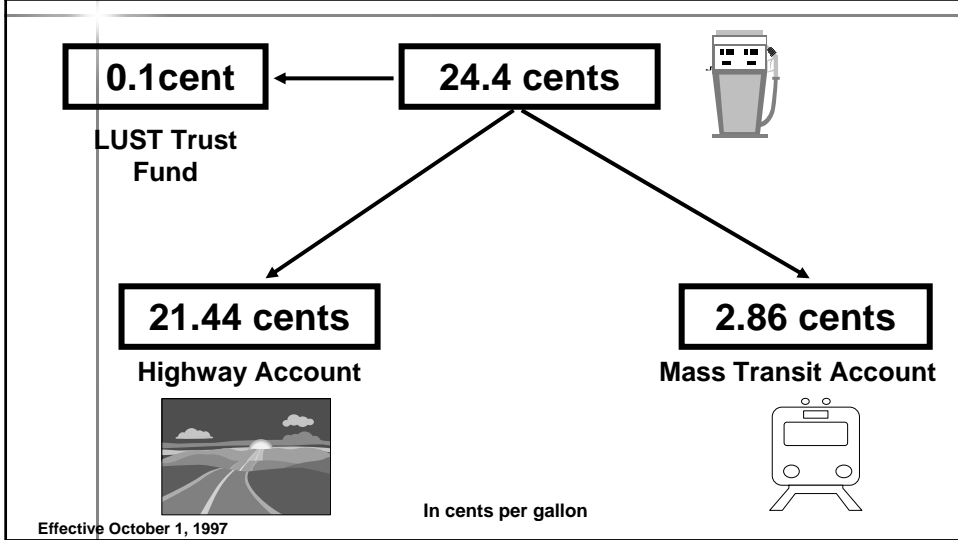 0.1cent
24.4 cents
LUST Trust
Fund
21.44 cents
2.86 cents
Highway Account
Mass Transit Account
In cents per gallon
Effective October 1, 1997